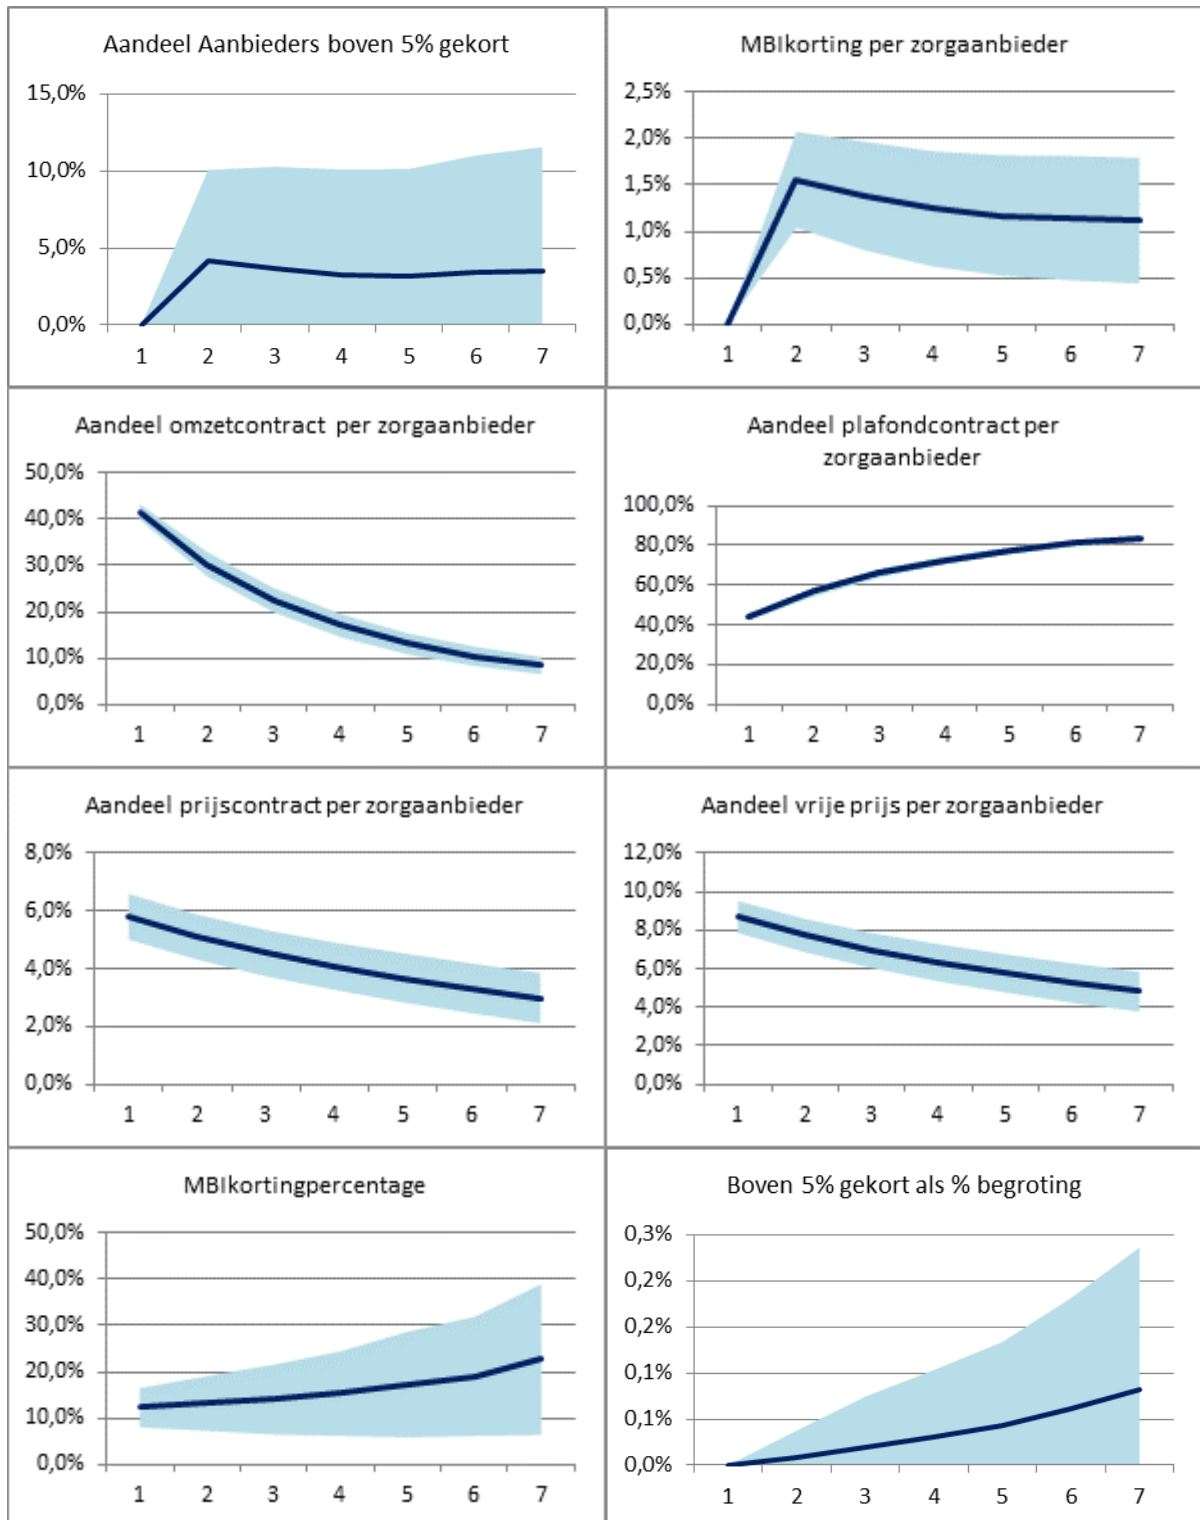 Aandeel Aanbieders boven 5% gekort
15,0%
10,0%
5,0%
0,0%
1 2 3 4 5 6 7
MBIkorting per zorgaanbieder
2,5%
2,0%
1,5%
1,0%
0,5%
0,0%
1 2 3 4 5 6 7
Aandeel omzetcontract per zorgaanbieder
50,0%
40,0%
30,0%
20,0%
10,0%
0,0%
1 2 3 4 5 6 7
Aandeel plafondcontract per
zorgaanbieder
100,0%
80,0%
60,0%
40,0%
20,0%
0,0%
1 2 3 4 5 6 7
Aandeel prijscontract per zorgaanbieder
8,0%
6,0%
4,0%
2,0%
0,0%
1 2 3 4 5 6 7
Aandeel vrije prijs per zorgaanbieder
12,0%
10,0%
8,0%
6,0%
4,0%
2,0%
0,0%
1 2 3 4 5 6 7
MBIkortingpercentage
50,0%
40,0%
30,0%
20,0%
10,0%
0,0%
1 2 3 4 5 6 7
Boven 5% gekort als % begroting
0,3%
0,2%
0,2%
0,1%
0,1%
0,0%
1 2 3 4 5 6 7